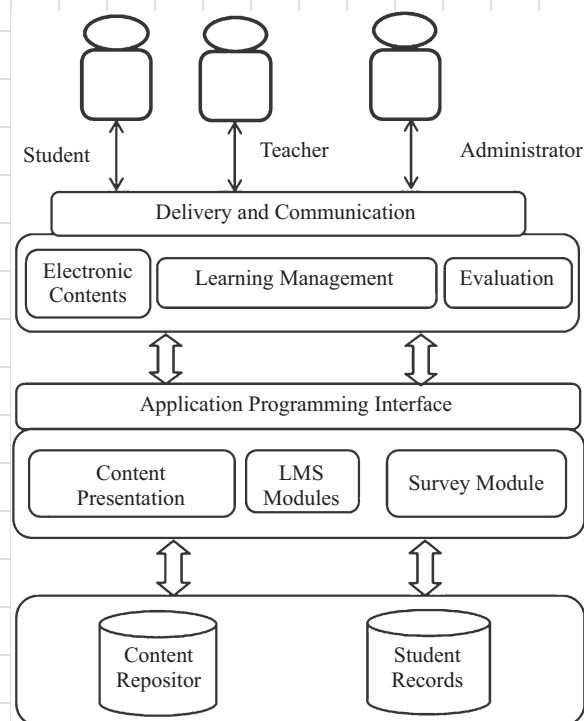 Student
Teacher
Administrator
Delivery and Communication
Electronic
Contents
Learning Management
Evaluation
Application Programming Interface
Content
Presentation
LMS
Modules
Survey Module
Content
Repositor
Student
Records